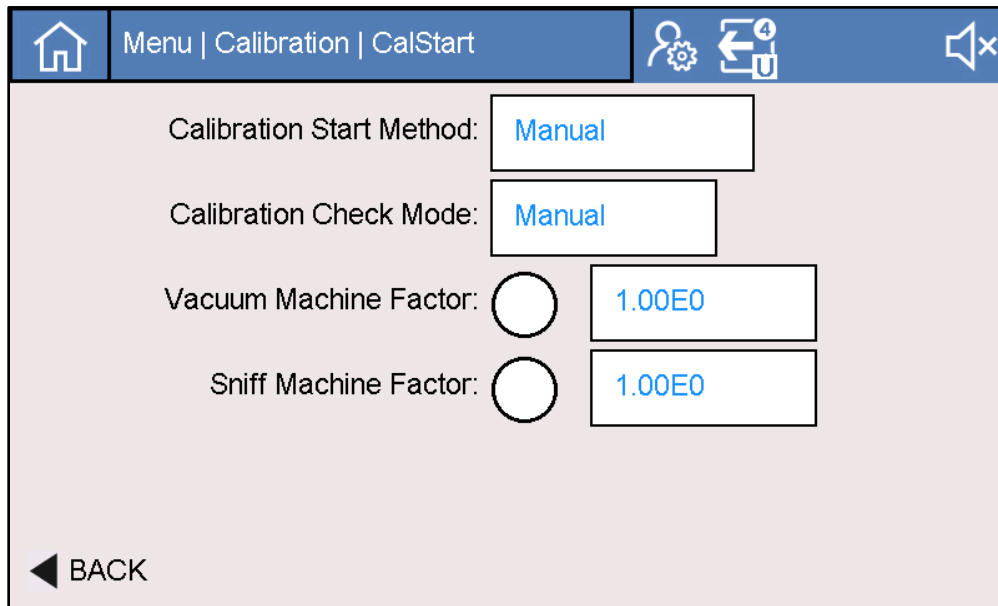 Menu | Calibration | CalStart
4
U
Calibration Start Method: Manual
Calibration Check Mode: Manual
Vacuum Machine Factor: 1.00E0
Sniff Machine Factor: 1.00E0
BACK